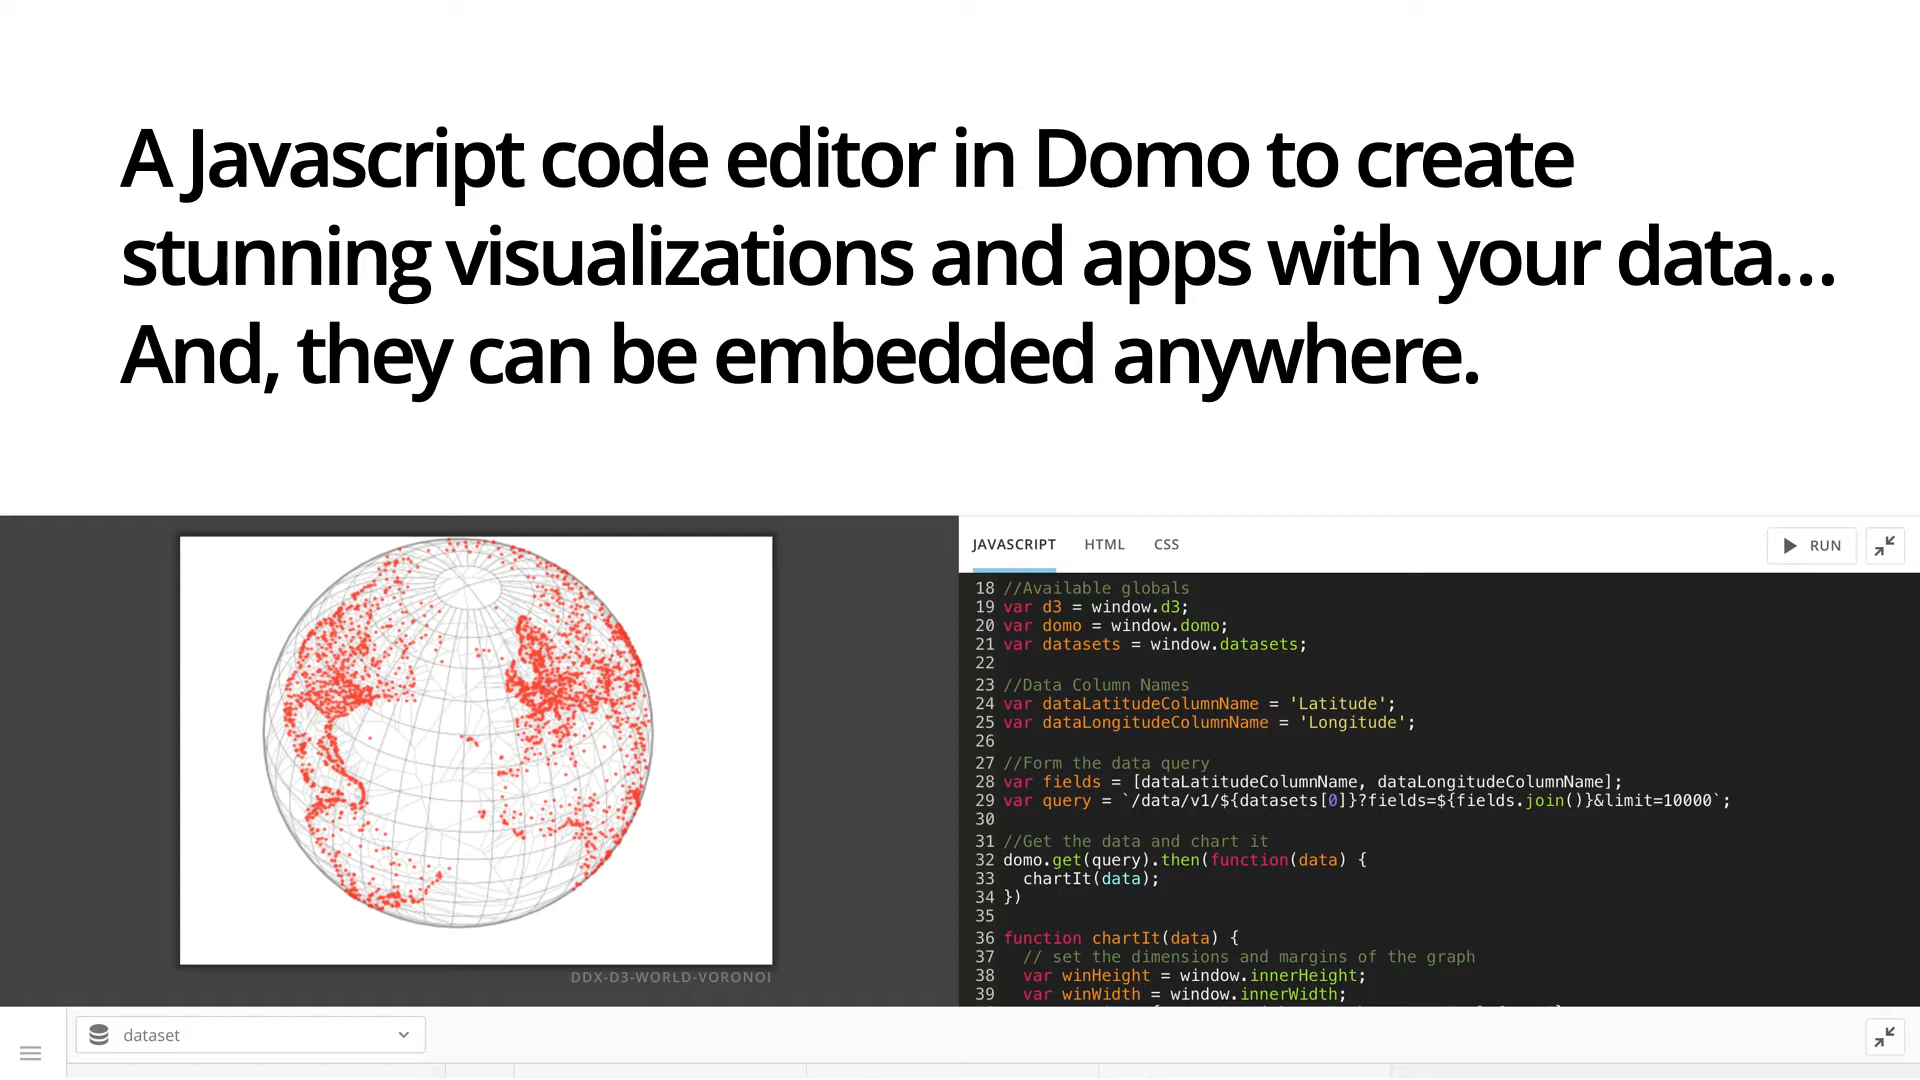 A Javascript code editor in Domo to create
stunning visualizations and apps with your data...
And, they can be embedded anywhere.
JAVASCRIPT HTML CSS
RUN
18 //Available globals
19 var d3 = window.d3;
20 var domo = window.domo;
21 var datasets = window.datasets;
22
23 //Data Column Names
24 var dataLatitudeColumnName = 'Latitude';
25 var dataLongitudeColumnName = 'Longitude';
26
27 //Form the data query
28 var fields = [dataLatitudeColumnName, dataLongitudeColumnName];
29 var query = `/data/v1/${datasets[0]}?fields=${fields.join()}&limit=10000`;
30
31 //Get the data and chart it
32 domo.get(query).then(function(data) {
33 chartIt(data);
34 })
35
36 function chartIt(data) {
37 // set the dimensions and margins of the graph
38 var winHeight = window.innerHeight;
39 var winWidth = window.innerWidth;
DDX-D3-WORLD-VORONOI
dataset